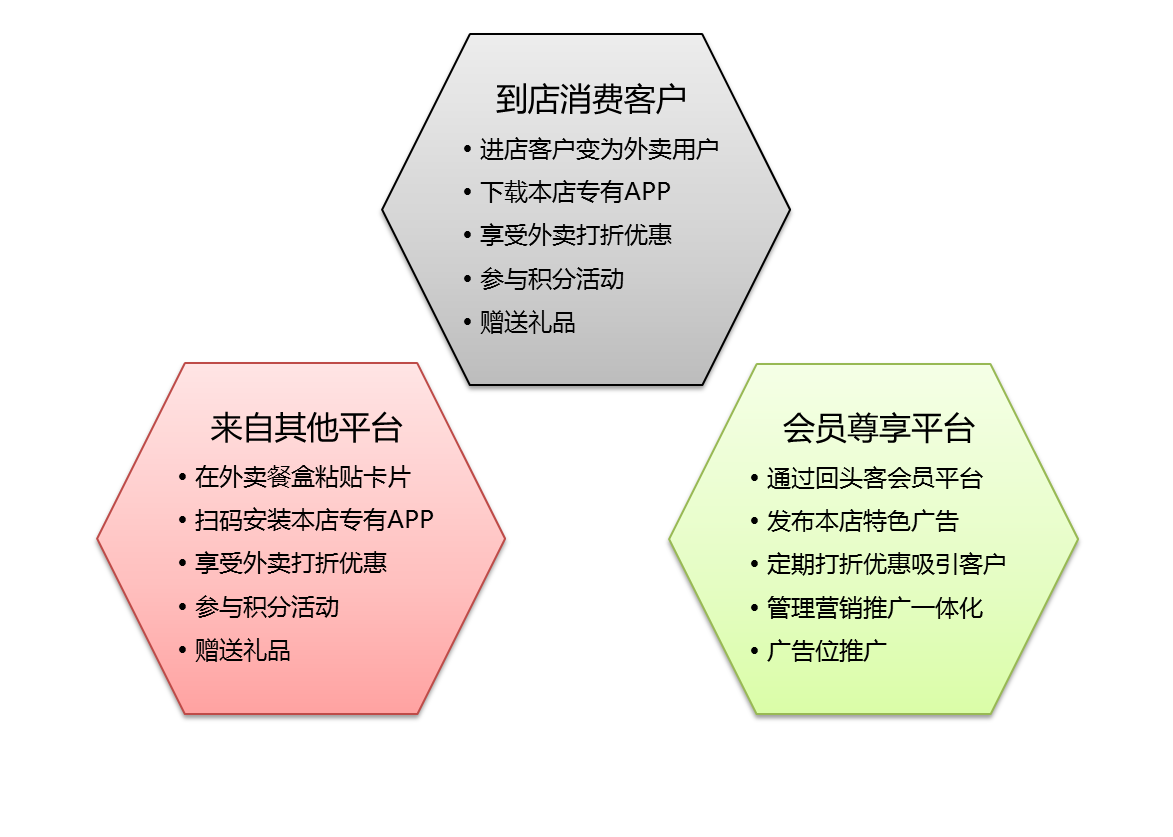 到店消费客户
• 进店客户变为外卖用户
• 下载本店专有APP
• 享受外卖打折优惠
• 参与积分活动
• 赠送礼品
来自其他平台
• 在外卖餐盒粘贴卡片
• 扫码安装本店专有APP
• 享受外卖打折优惠
• 参与积分活动
• 赠送礼品
会员尊享平台
• 通过回头客会员平台
• 发布本店特色广告
• 定期打折优惠吸引客户
• 管理营销推广一体化
• 广告位推广